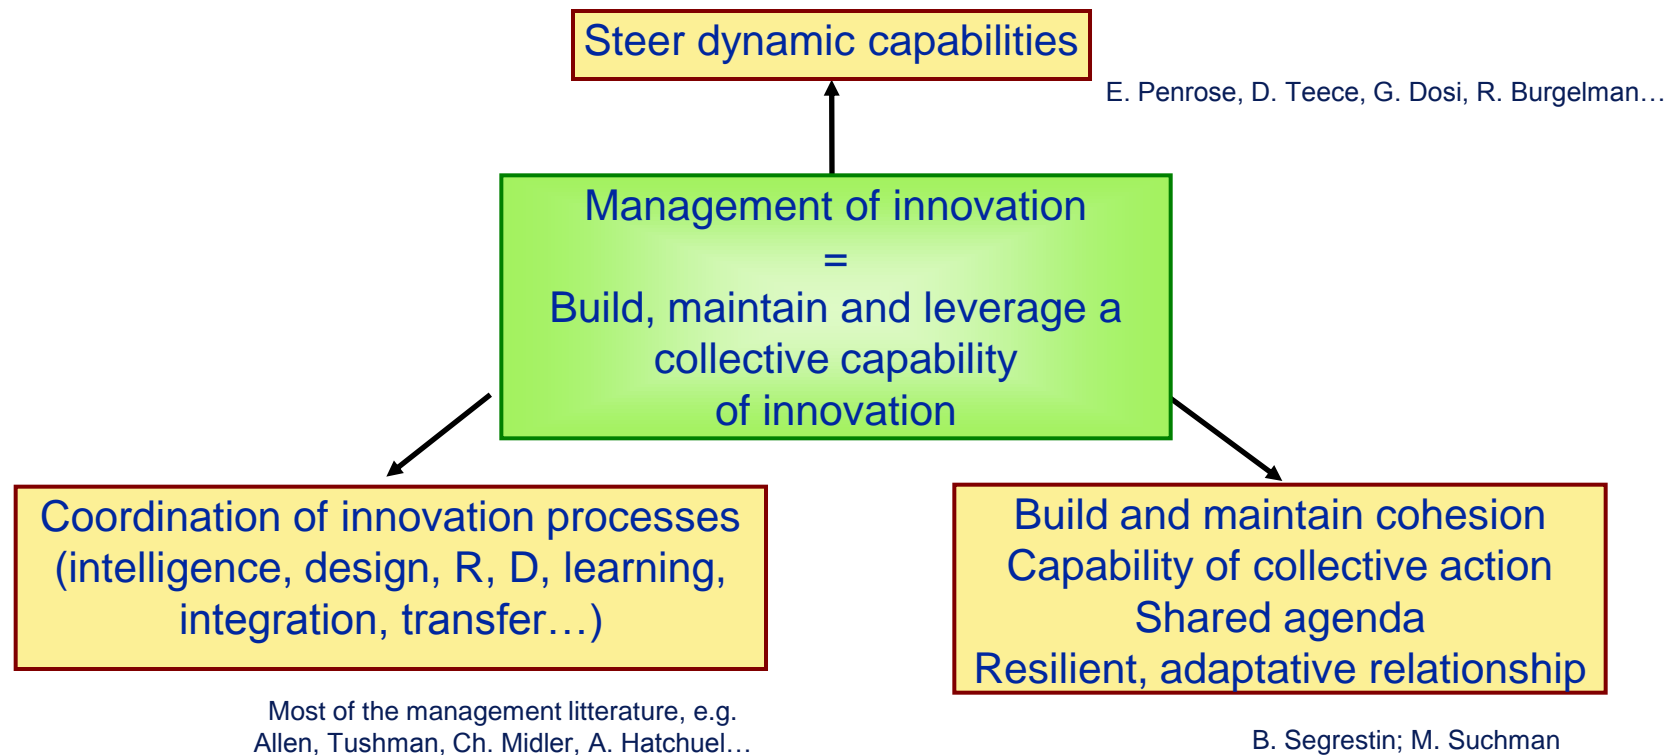 Steer dynamic capabilities
E. Penrose, D. Teece, G. Dosi, R. Burgelman…
Management of innovation
=
Build, maintain and leverage a
collective capability
of innovation
Coordination of innovation processes
(intelligence, design, R, D, learning,
integration, transfer…)
Most of the management litterature, e.g.
Allen, Tushman, Ch. Midler, A. Hatchuel…
Build and maintain cohesion
Capability of collective action
Shared agenda
Resilient, adaptative relationship
B. Segrestin; M. Suchman